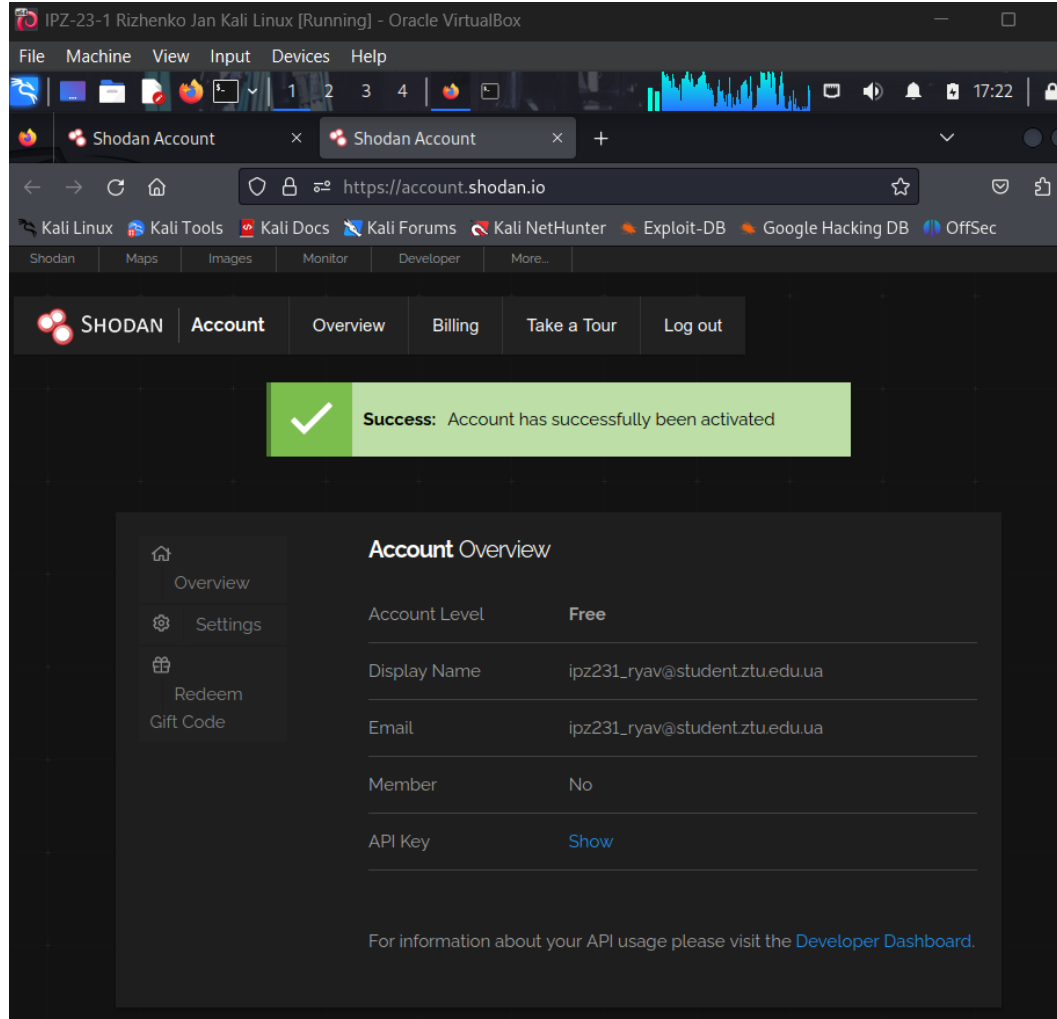 IPZ-23-1 Rizhenko Jan Kali Linux [Running] - Oracle VirtualBox
File Machine View Input Devices Help
1 2 3 4 17:22
Shodan Account Shodan Account
https://account.shodan.io
Kali Linux Kali Tools Kali Docs Kali Forums Kali NetHunter Exploit-DB Google Hacking DB OffSec
Shodan Maps Images Monitor Developer More...
SHODAN Account Overview Billing Take a Tour Log out
Success: Account has successfully been activated
Account Overview
Overview
Settings
Redeem
Gift Code
Account Level Free
Display Name ipz231_ryav@student.ztu.edu.ua
Email ipz231_ryav@student.ztu.edu.ua
Member No
API Key Show
For information about your API usage please visit the Developer Dashboard.